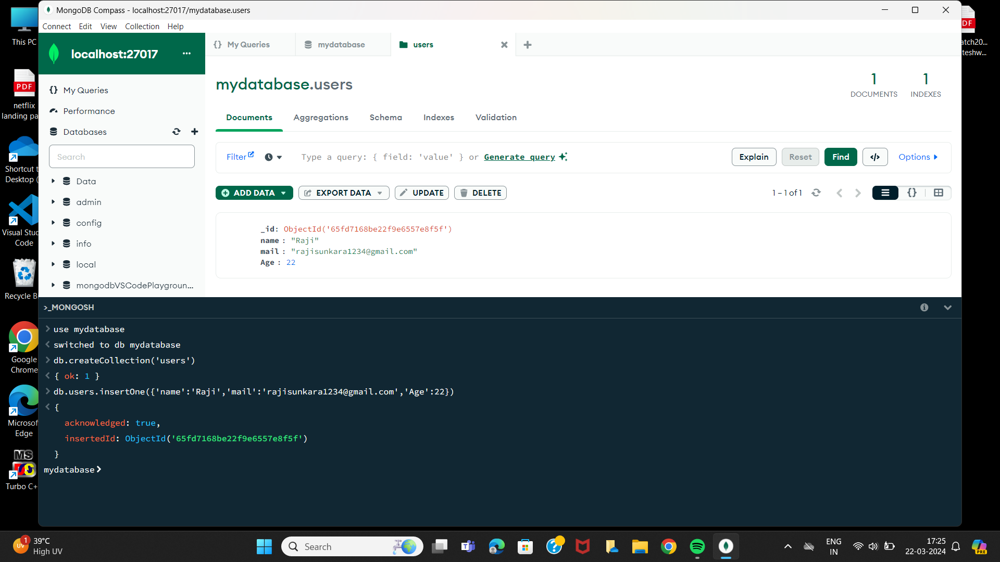 MongoDB Compass - localhost:27017/mydatabase.users
Connect Edit View Collection Help
localhost:27017 ...
{} My Queries
mydatabase
users
My Queries
Performance
Databases
Search
Data
admin
config
info
local
mongodbVSCodePlaygroun...
mydatabase.users
1
DOCUMENTS
1
INDEXES
Documents Aggregations Schema Indexes Validation
Filter Type a query: { field: 'value' } or Generate query Explain Reset Find </> Options
ADD DATA EXPORT DATA UPDATE DELETE 1 – 1 of 1 {}
_id: ObjectId('65fd7168be22f9e6557e8f5f')
name : "Raji"
mail : "rajisunkara1234@gmail.com"
Age : 22
>_MONGOSH
> use mydatabase
< switched to db mydatabase
> db.createCollection('users')
< { ok: 1 }
> db.users.insertOne({'name':'Raji','mail':'rajisunkara1234@gmail.com','Age':22})
< {
acknowledged: true,
insertedId: ObjectId('65fd7168be22f9e6557e8f5f')
}
mydatabase>
This PC
PDF
netflix
landing pa
Shortcut t
Desktop (
Visual Stud
Code
Recycle B
Google
Chrome
Microsof
Edge
MS
Turbo C+
DF
atch20...
teshw...
UV
1
39°C
High UV
Search
ENG
IN
17:25
22-03-2024
PRE